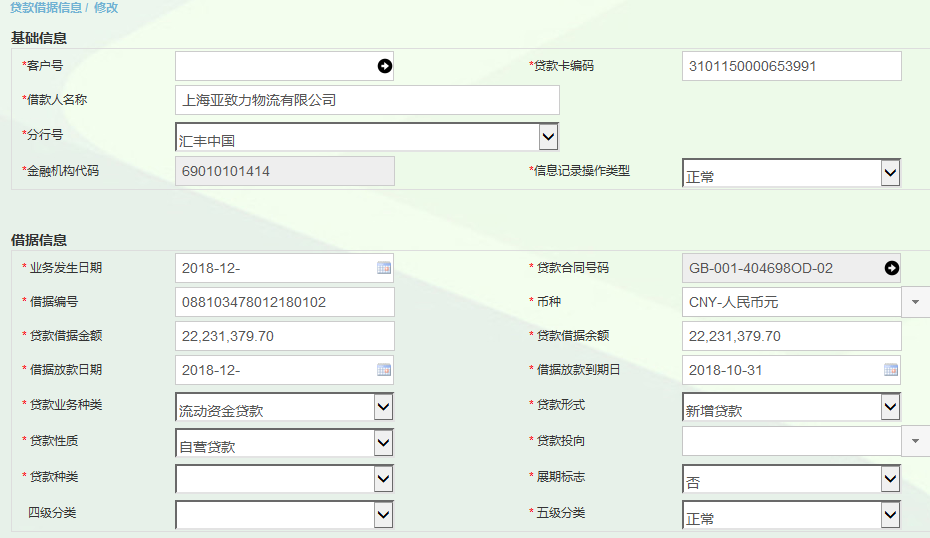 贷款借据信息 / 修改
基础信息
*客户号 *贷款卡编码 3101150000653991
*借款人名称 上海亚致力物流有限公司
*分行号 汇丰中国
*金融机构代码 69010101414 *信息记录操作类型 正常
借据信息
* 业务发生日期 2018-12- * 贷款合同号码 GB-001-404698OD-02
* 借据编号 088103478012180102 * 币种 CNY-人民币元
* 贷款借据金额 22,231,379.70 * 贷款借据余额 22,231,379.70
* 借据放款日期 2018-12- * 借据放款到期日 2018-10-31
* 贷款业务种类 流动资金贷款 * 贷款形式 新增贷款
* 贷款性质 自营贷款 * 贷款投向
* 贷款种类 * 展期标志 否
四级分类 * 五级分类 正常